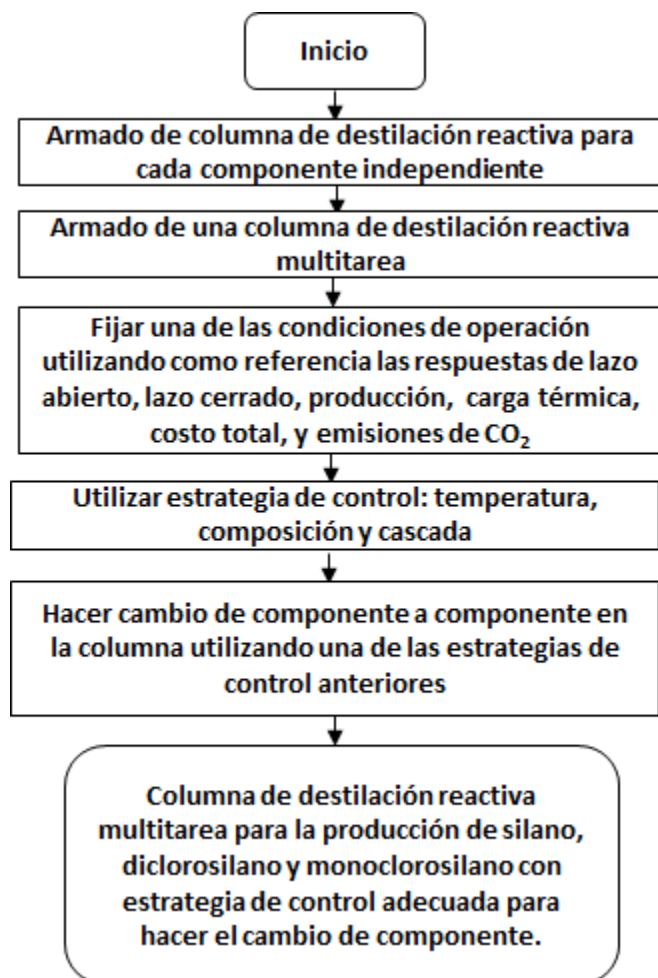 Inicio
Armado de columna de destilación reactiva para
cada componente independiente
Armado de una columna de destilación reactiva
multitarea
Fijar una de las condiciones de operación
utilizando como referencia las respuestas de lazo
abierto, lazo cerrado, producción, carga térmica,
costo total, y emisiones de CO₂
Utilizar estrategia de control: temperatura,
composición y cascada
Hacer cambio de componente a componente en
la columna utilizando una de las estrategias de
control anteriores
Columna de destilación reactiva
multitarea para la producción de silano,
diclorosilano y monoclorosilano con
estrategia de control adecuada para
hacer el cambio de componente.